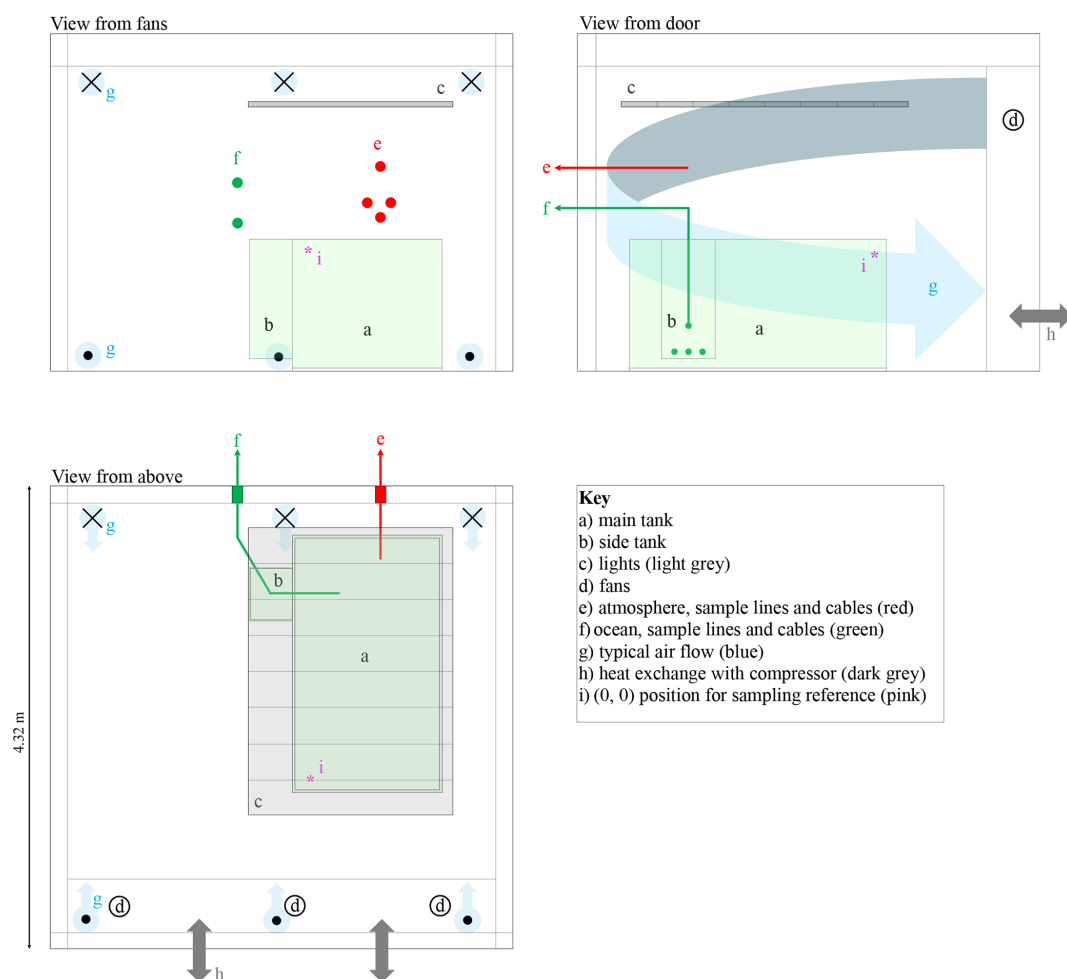 View from fans
g
c
f
e
i
b
a
g
View from door
c
d
e
f
i
g
b
a
h
f
e
View from above
g
b
a
i
c
4.32 m
g
d
d
d
h
Key
a) main tank
b) side tank
c) lights (light grey)
d) fans
e) atmosphere, sample lines and cables (red)
f) ocean, sample lines and cables (green)
g) typical air flow (blue)
h) heat exchange with compressor (dark grey)
i) (0, 0) position for sampling reference (pink)